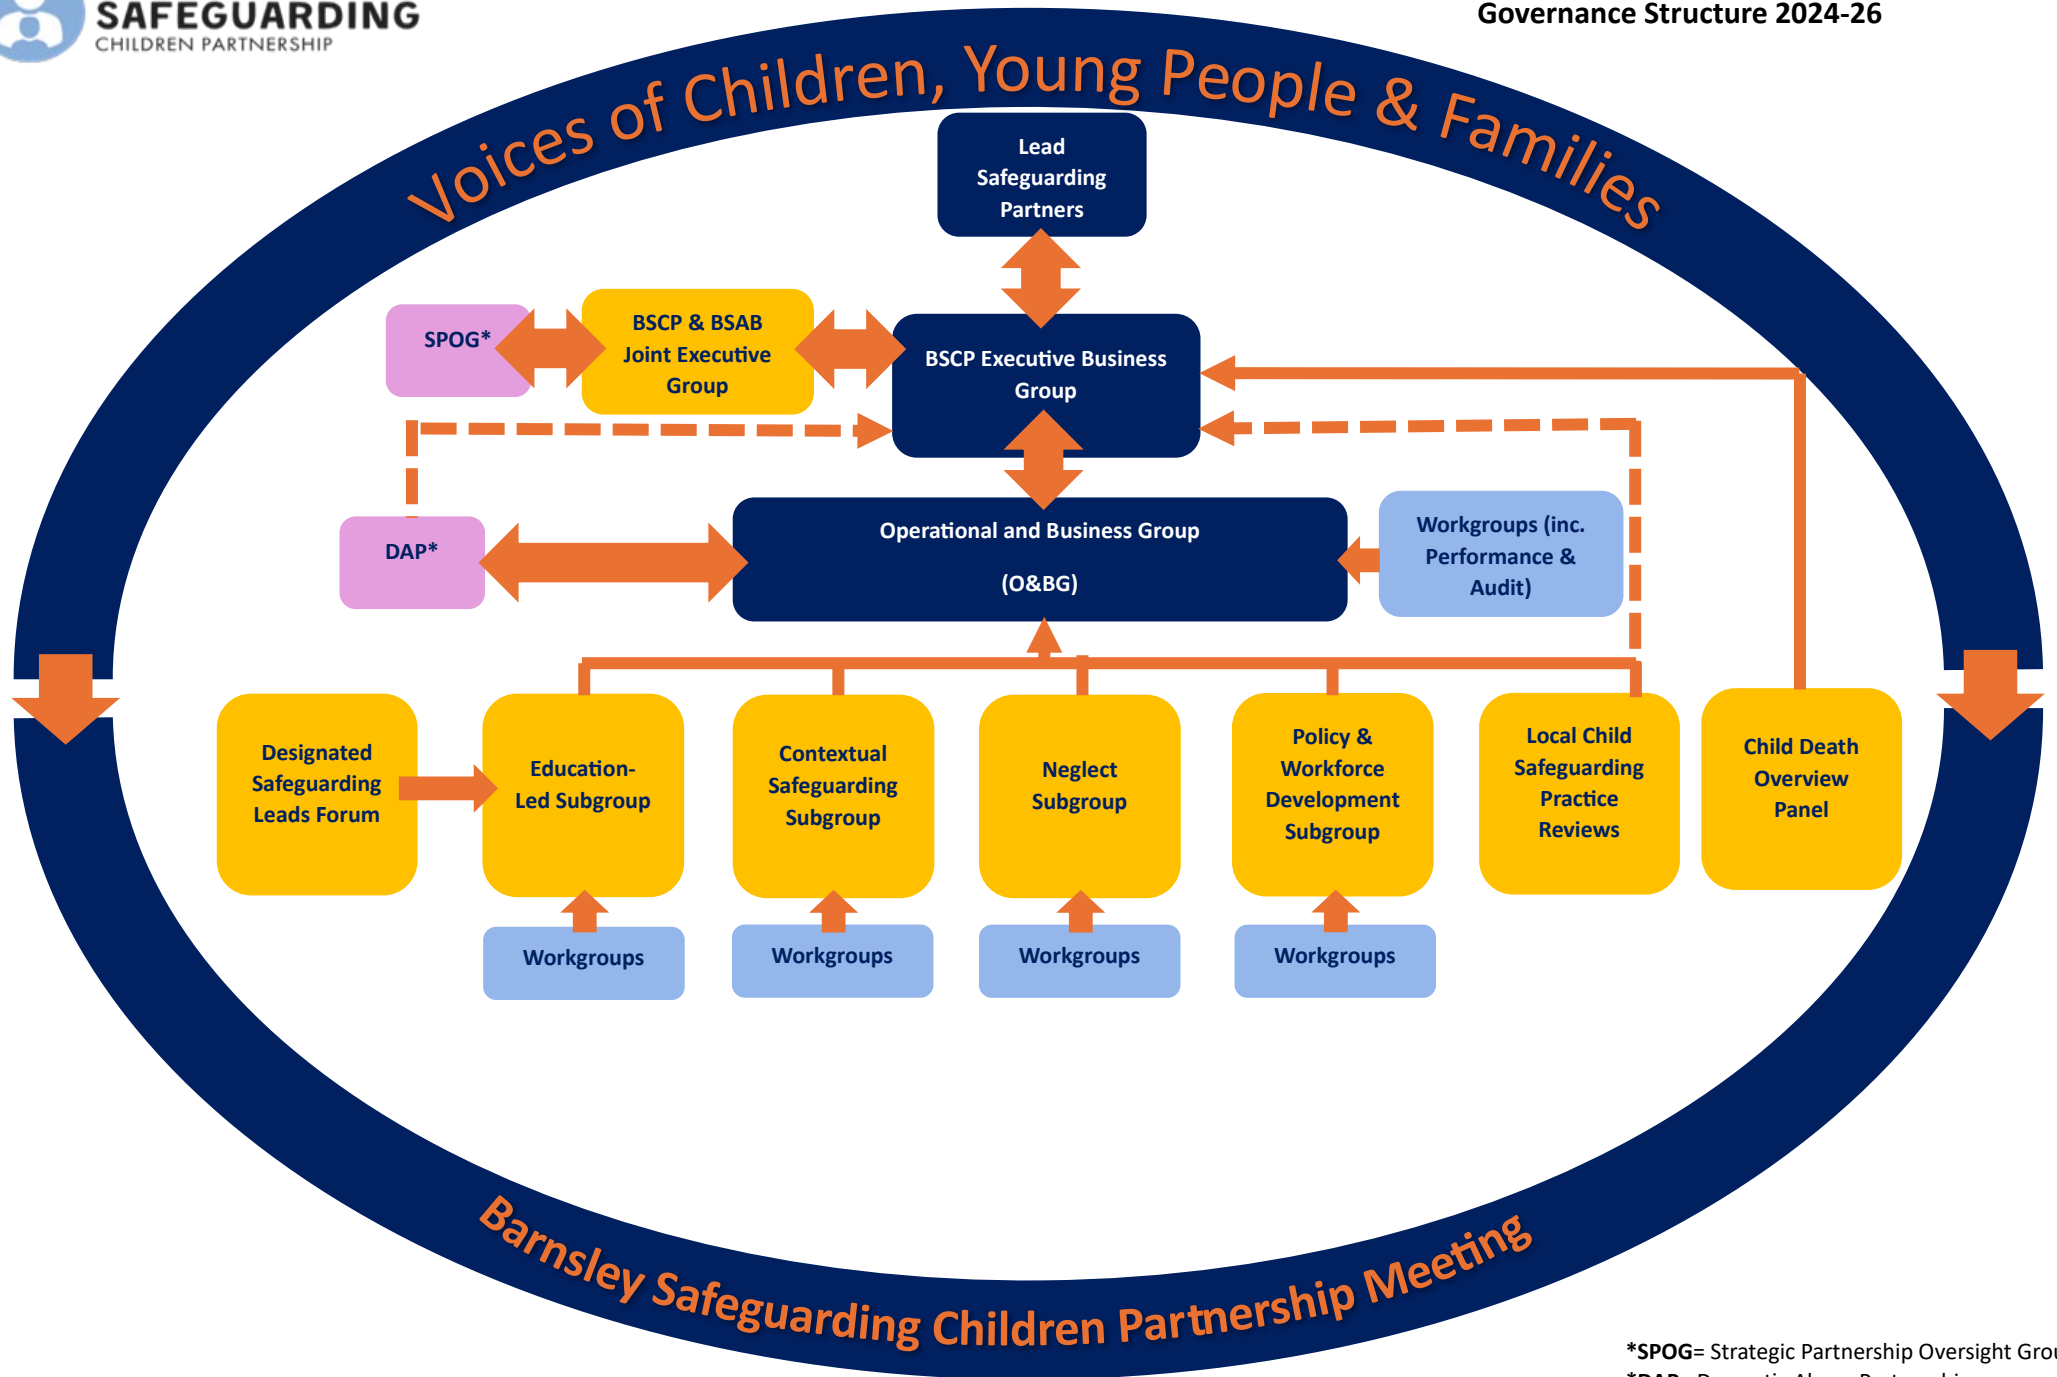 SAFEGUARDING
CHILDREN PARTNERSHIP
Governance Structure 2024-26
Voices of Children, Young People & Families
Lead
Safeguarding
Partners
SPOG*
BSCP & BSAB
Joint Executive
Group
BSCP Executive Business
Group
DAP*
Operational and Business Group
(O&BG)
Workgroups (inc.
Performance &
Audit)
Designated
Safeguarding
Leads Forum
Education-
Led Subgroup
Contextual
Safeguarding
Subgroup
Neglect
Subgroup
Policy &
Workforce
Development
Subgroup
Local Child
Safeguarding
Practice
Reviews
Child Death
Overview
Panel
Workgroups
Workgroups
Workgroups
Workgroups
Barnsley Safeguarding Children Partnership Meeting
*SPOG= Strategic Partnership Oversight Grou